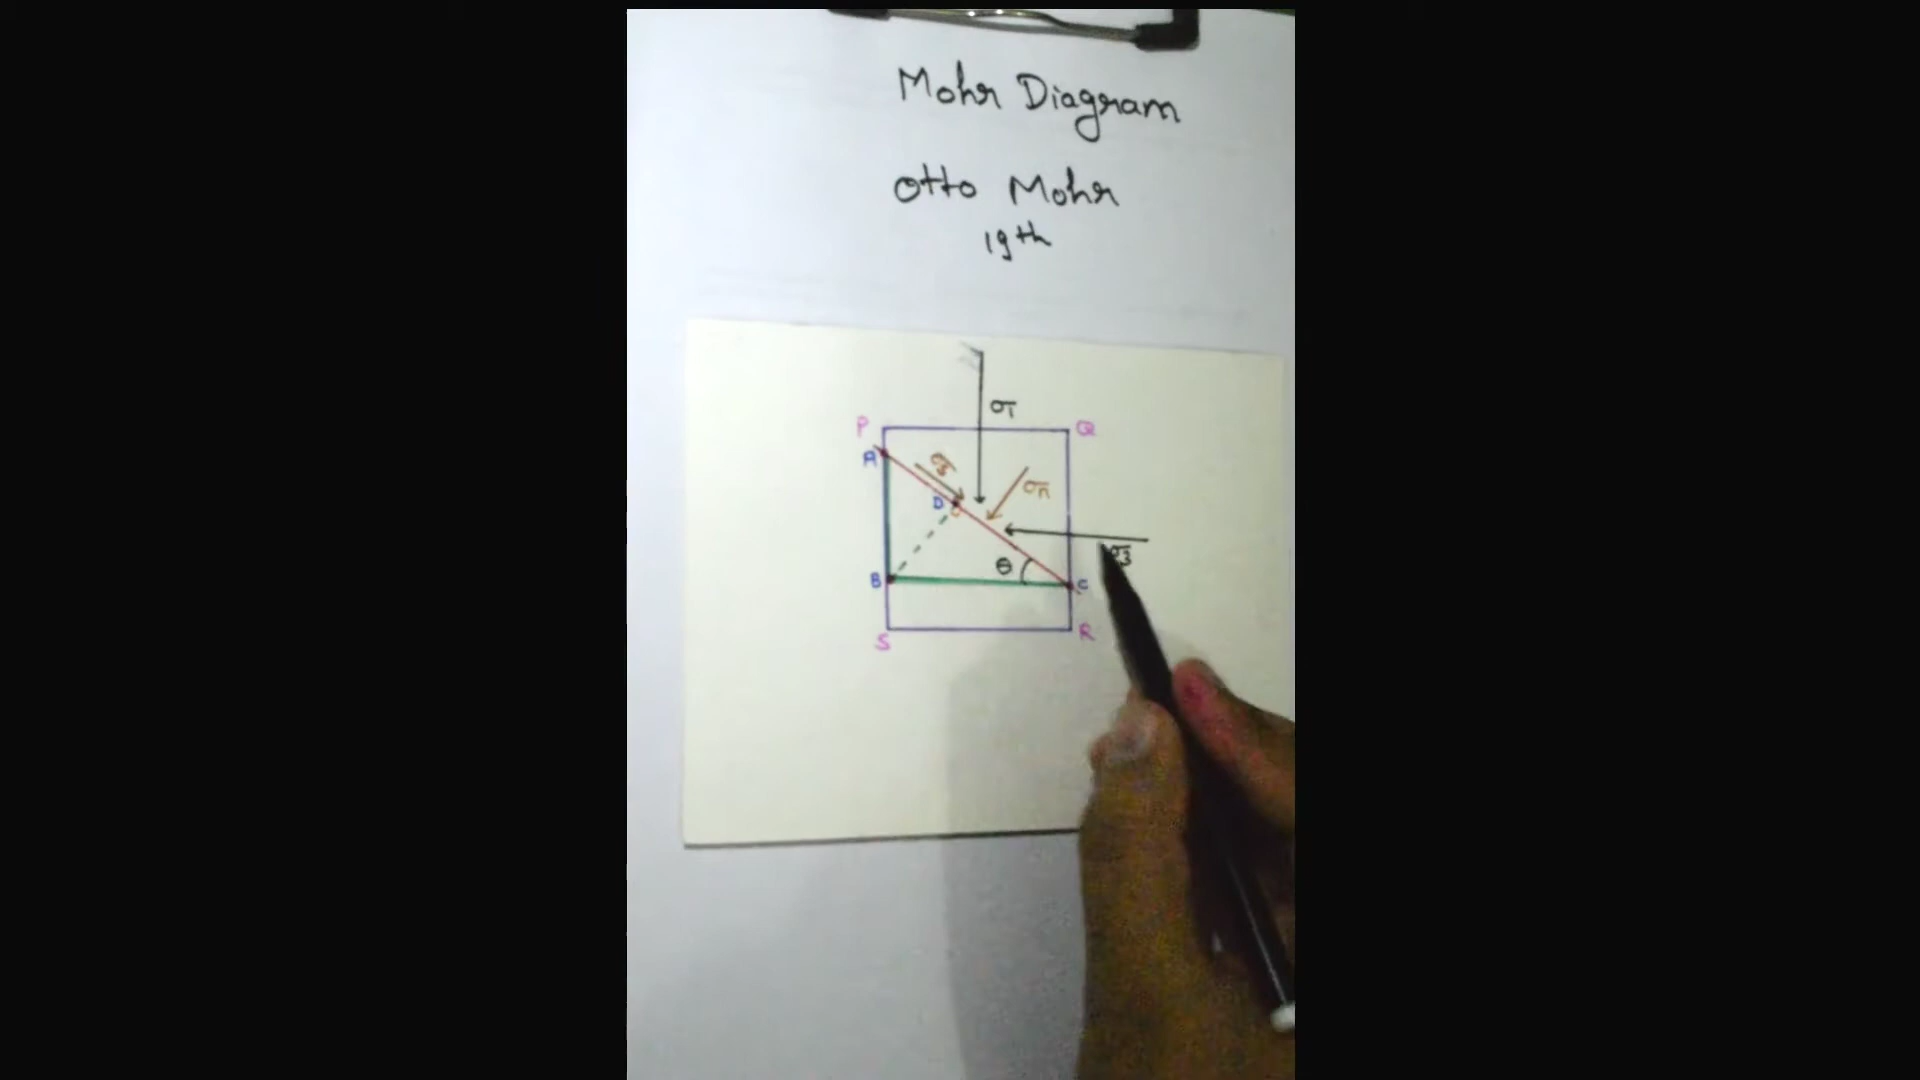 Mohr Diagram
Otto Mohr
19th
σ1
P Q
A σs
D σn
σ3
θ
B C
S R